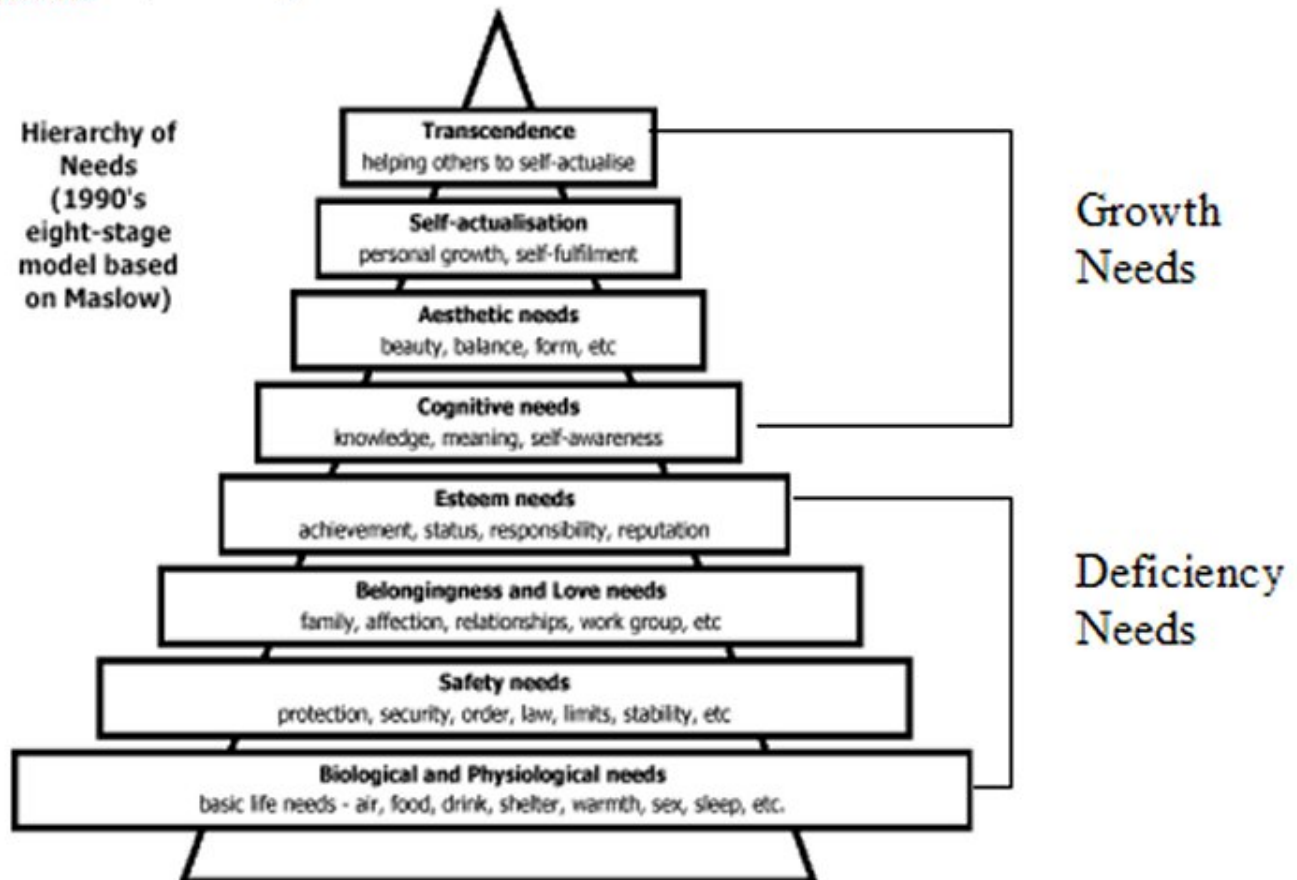 Hierarchy of
Needs
(1990's
eight-stage
model based
on Maslow)
Transcendence
helping others to self-actualise
Self-actualisation
personal growth, self-fulfilment
Aesthetic needs
beauty, balance, form, etc
Cognitive needs
knowledge, meaning, self-awareness
Esteem needs
achievement, status, responsibility, reputation
Belongingness and Love needs
family, affection, relationships, work group, etc
Safety needs
protection, security, order, law, limits, stability, etc
Biological and Physiological needs
basic life needs - air, food, drink, shelter, warmth, sex, sleep, etc.
Growth
Needs
Deficiency
Needs